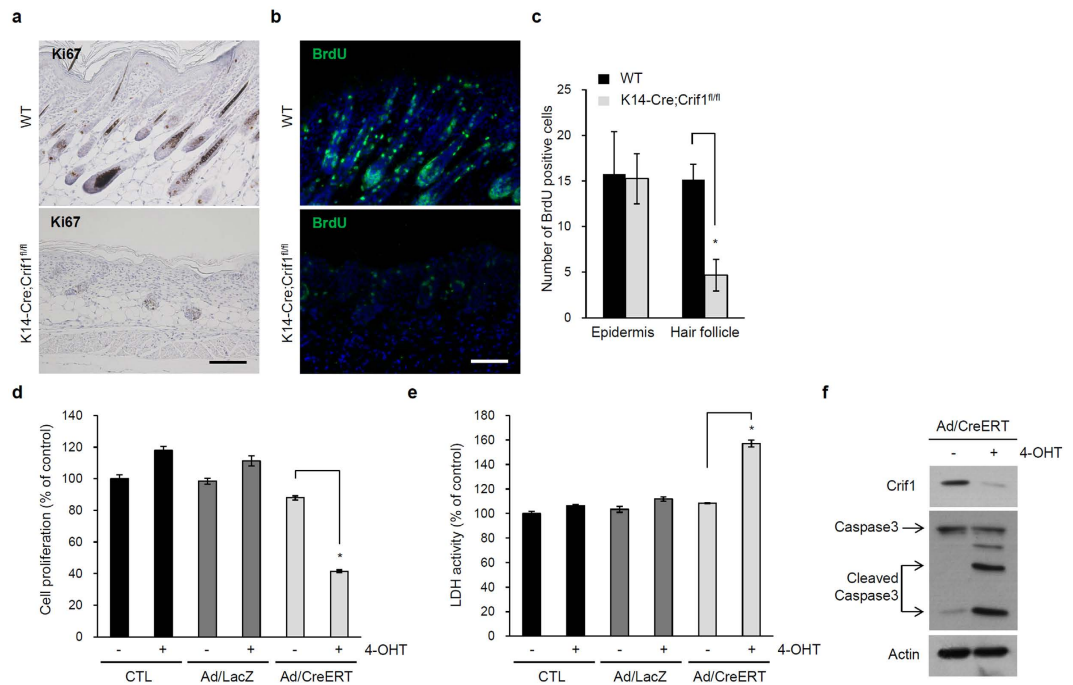 a
Ki67
WT
Ki67
K14-Cre;Crif1fl/fl
b
BrdU
WT
BrdU
K14-Cre;Crif1fl/fl
c
WT
K14-Cre;Crif1fl/fl
Number of BrdU positive cells
30
25
20
15
10
5
0
*
Epidermis
Hair follicle
d
Cell proliferation (% of control)
140
120
100
80
60
40
20
0
*
- + - + - + 4-OHT
CTL Ad/LacZ Ad/CreERT
e
LDH activity (% of control)
180
160
140
120
100
80
60
40
20
0
*
- + - + - + 4-OHT
CTL Ad/LacZ Ad/CreERT
f
Ad/CreERT
- + 4-OHT
Crif1
Caspase3
Cleaved
Caspase3
Actin